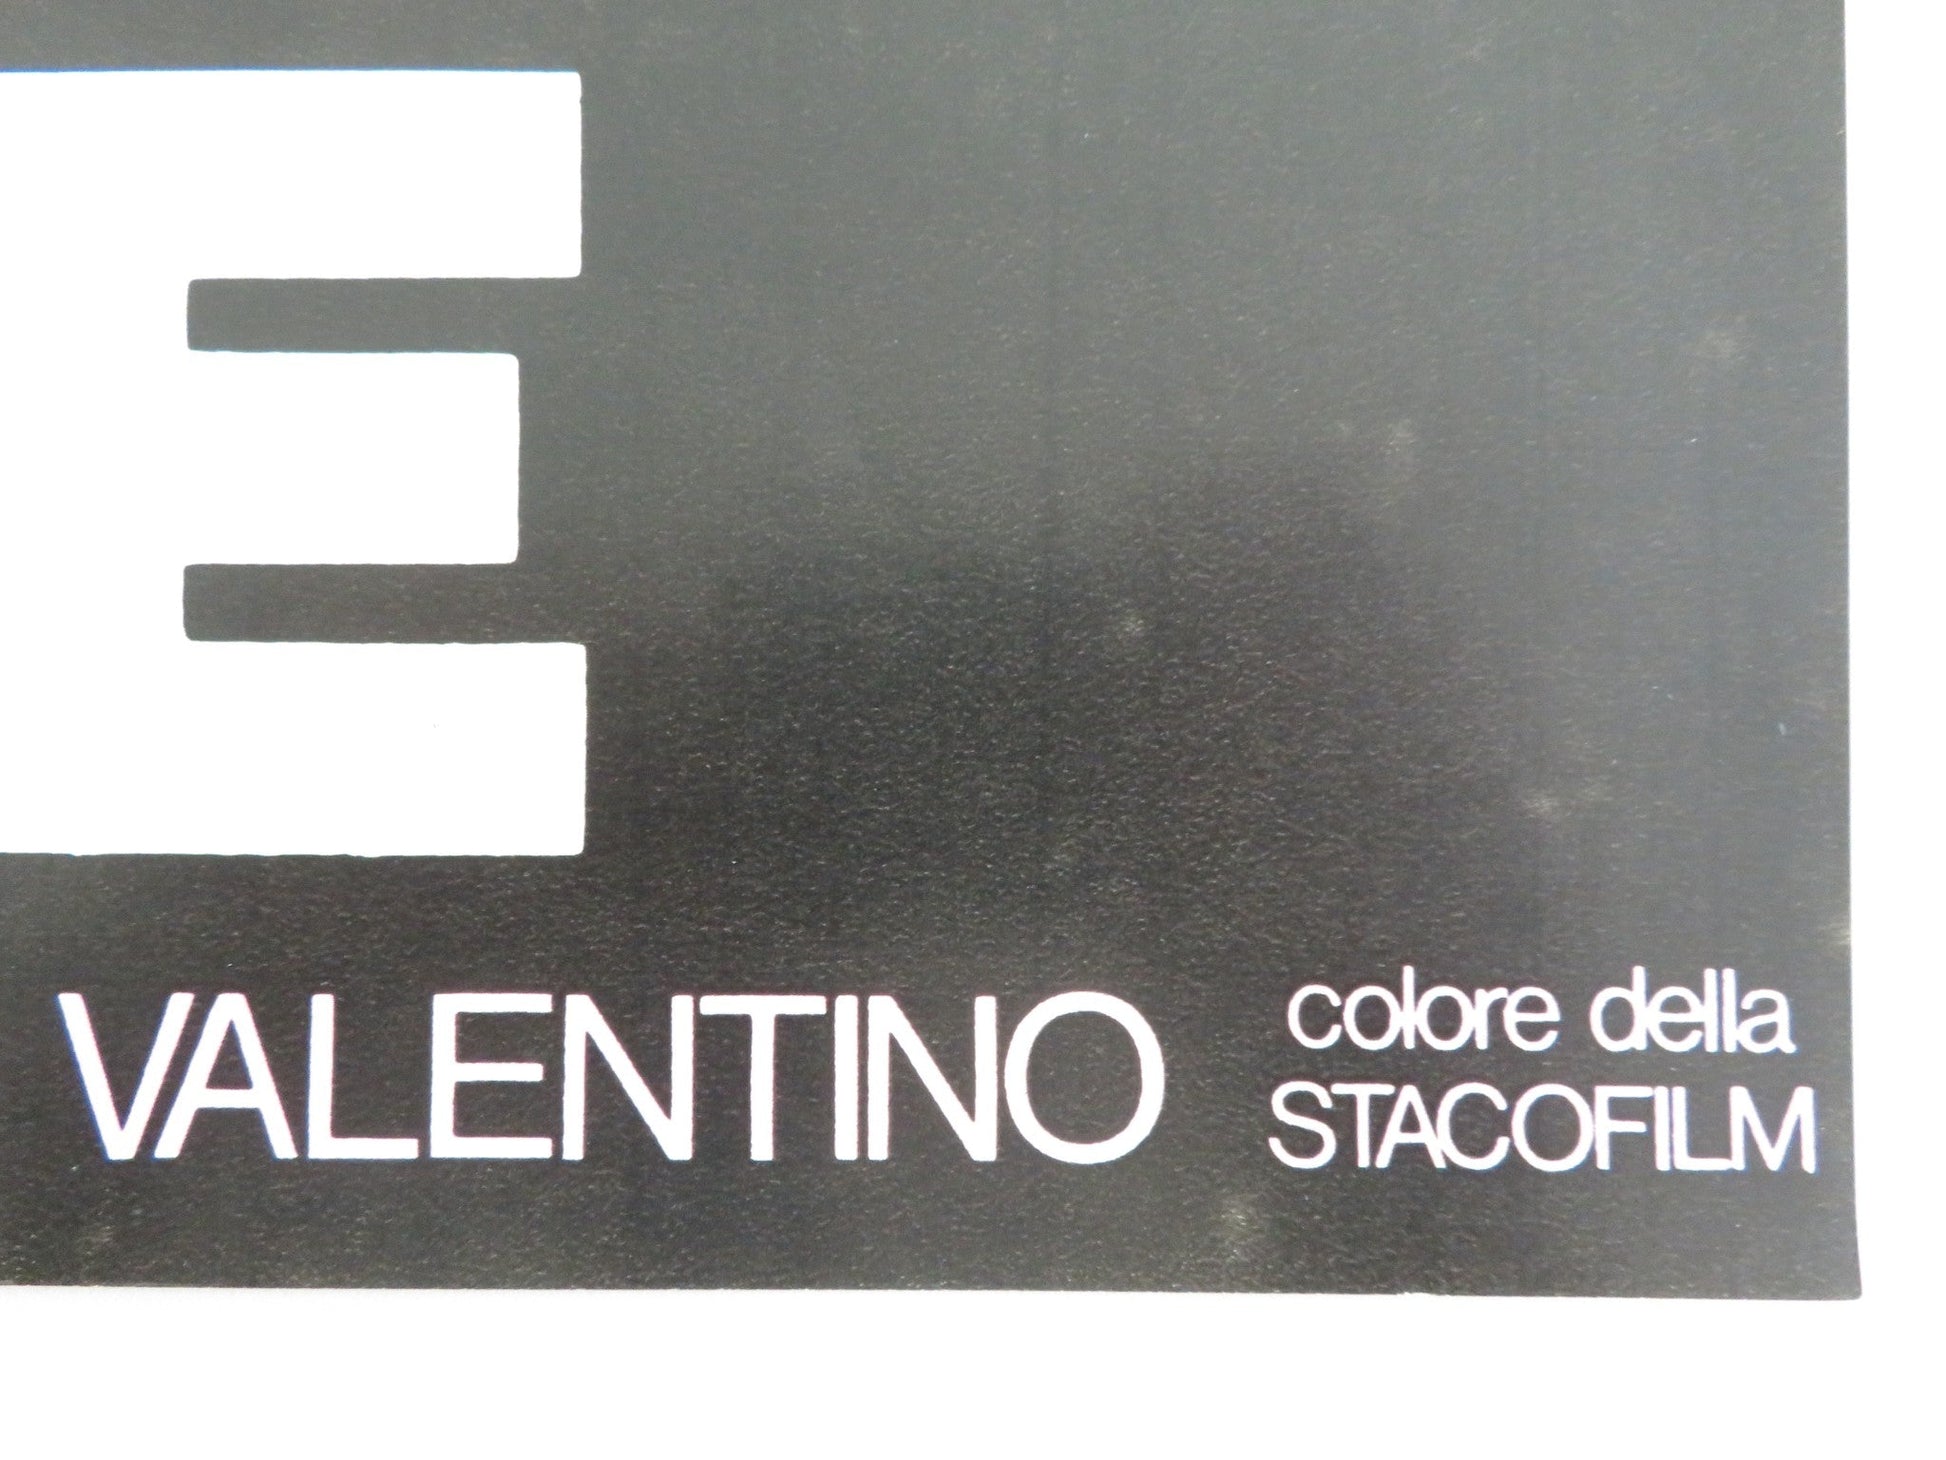 E
VALENTINO
colore della
STACOFILM